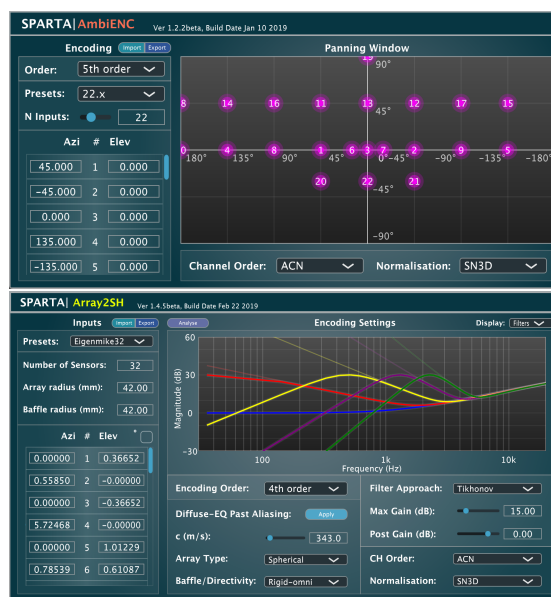 SPARTA|AmbiENC Ver 1.2.2beta, Build Date Jan 10 2019
Encoding Import Export
Panning Window
Order: 5th order
Presets: 22.x
N Inputs: 22
Azi # Elev
45.000 1 0.000
-45.000 2 0.000
0.000 3 0.000
135.000 4 0.000
-135.000 5 0.000
19
90°
8 14 16 11 13 12 17 15
45°
0 4 8 1 6 3 7 2 9 5
180° 135° 90° 45° 0° -45° -90° -135° -180°
20 22 21
-45°
-90°
Channel Order: ACN Normalisation: SN3D
SPARTA| Array2SH Ver 1.4.5beta, Build Date Feb 22 2019
Inputs Import Export
Analyse Encoding Settings Display: Filters
Presets: Eigenmike32
Number of Sensors: 32
Array radius (mm): 42.00
Baffle radius (mm): 42.00
Azi # Elev °
0.00000 1 0.36652
0.55850 2 -0.00000
0.00000 3 -0.36652
5.72468 4 -0.00000
0.00000 5 1.01229
0.78539 6 0.61087
Magnitude (dB)
60
30
0
-30
100 1k 10k
Frequency (Hz)
Encoding Order: 4th order
Diffuse-EQ Past Aliasing: Apply
c (m/s): 343.0
Array Type: Spherical
Baffle/Directivity: Rigid-omni
Filter Approach: Tikhonov
Max Gain (dB): 15.00
Post Gain (dB): 0.00
CH Order: ACN
Normalisation: SN3D